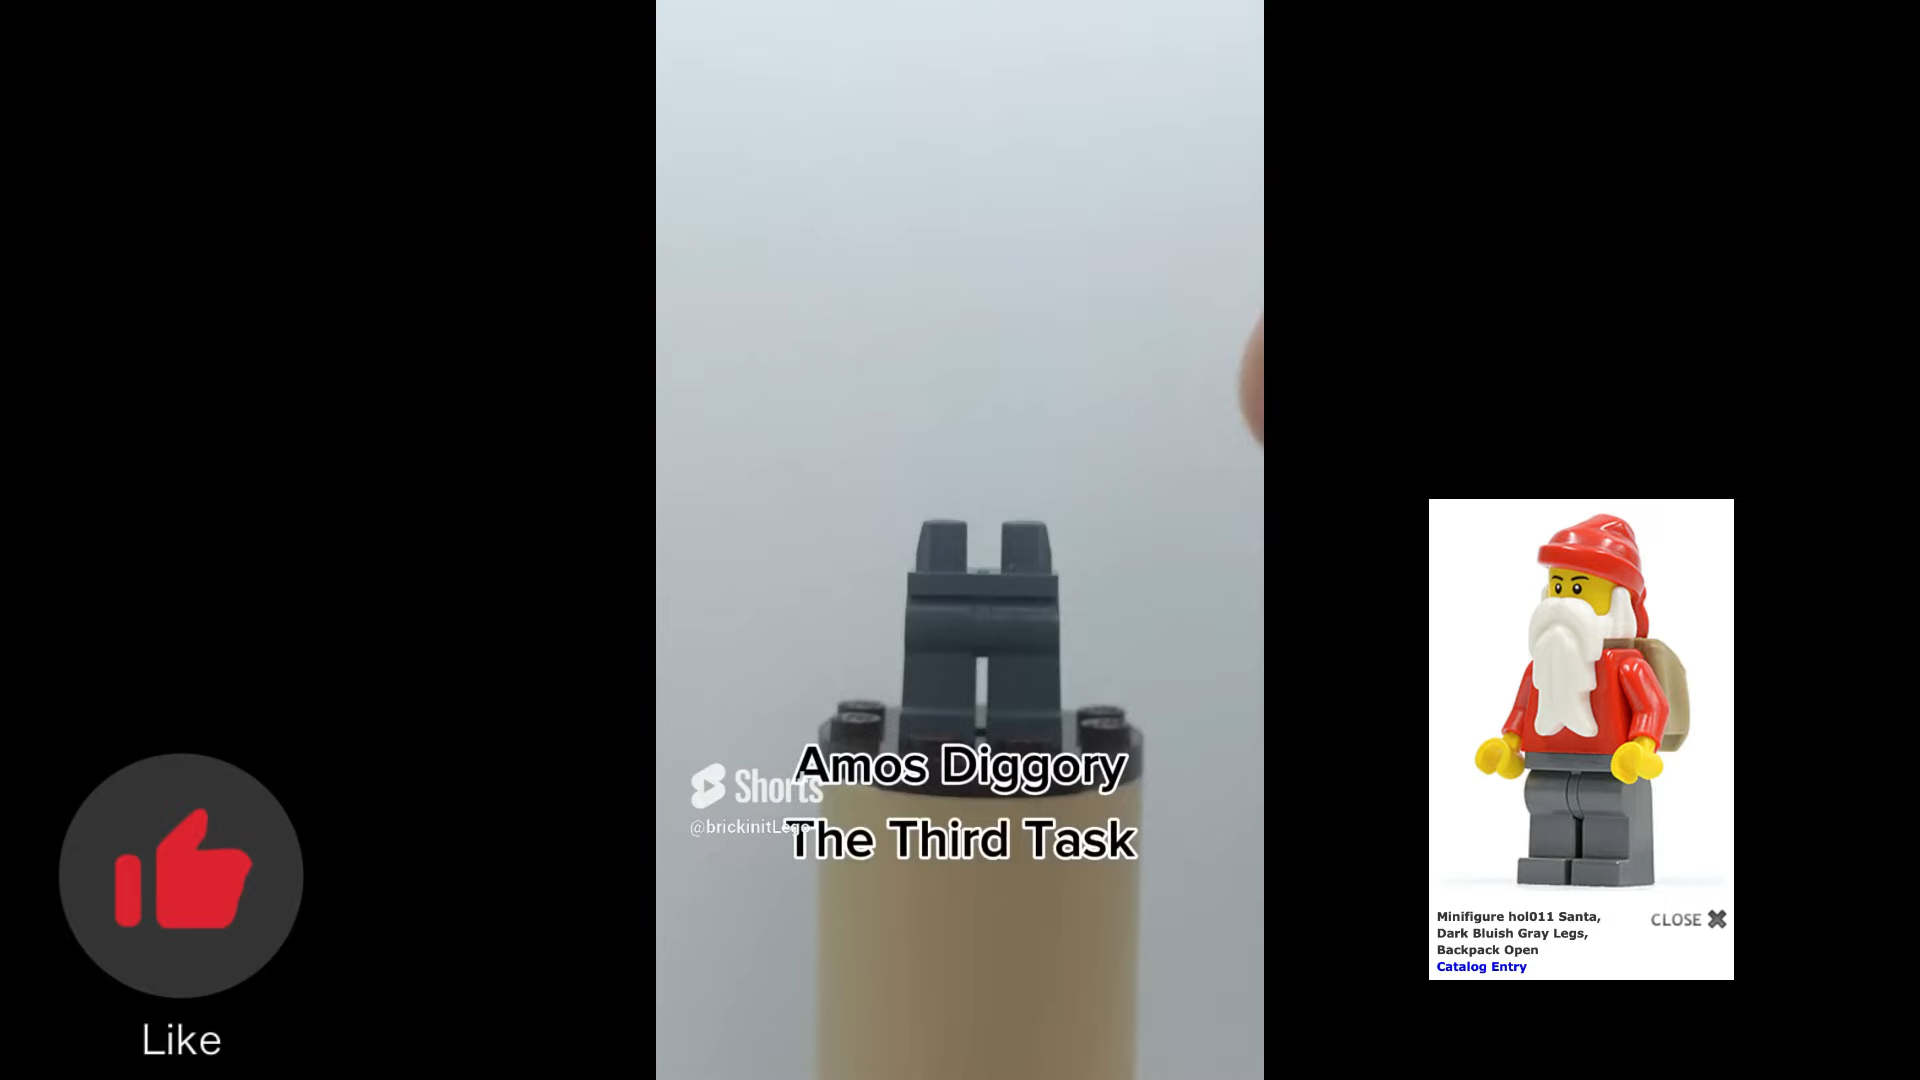 Amos Diggory
Shorts
@brickinitLego
The Third Task
Like
Minifigure hol011 Santa,
Dark Bluish Gray Legs,
Backpack Open
Catalog Entry
CLOSE